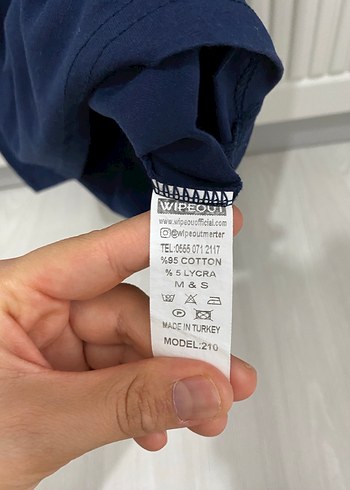 WIPEOUT
www.wipeoutofficial.com
@wipeoutmerter
TEL:0555 071 2117
%95 COTTON
% 5 LYCRA
M & S
MADE IN TURKEY
MODEL:210